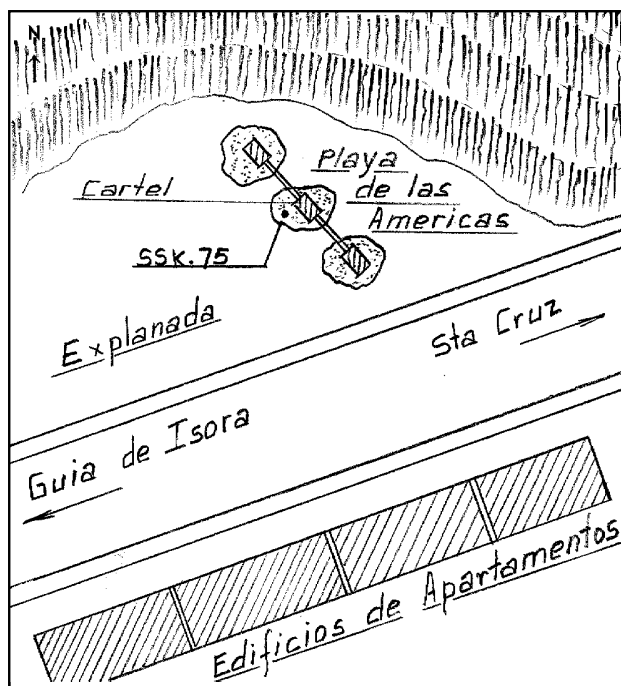 N
Playa
de las
Americas
Cartel
SSK.75
Explanada
Sta Cruz
Guia de Isora
Edificios de Apartamentos